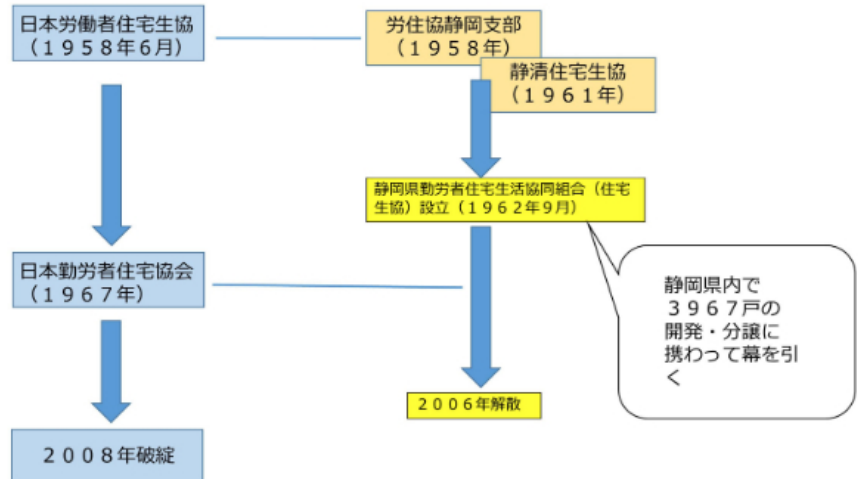 日本労働者住宅生協
（１９５８年６月）
労住協静岡支部
（１９５８年）
静清住宅生協
（１９６１年）
静岡県勤労者住宅生活協同組合（住宅
生協）設立（１９６２年９月）
日本勤労者住宅協会
（１９６７年）
静岡県内で
３９６７戸の
開発・分譲に
携わって幕を引
く
２００６年解散
２００８年破綻